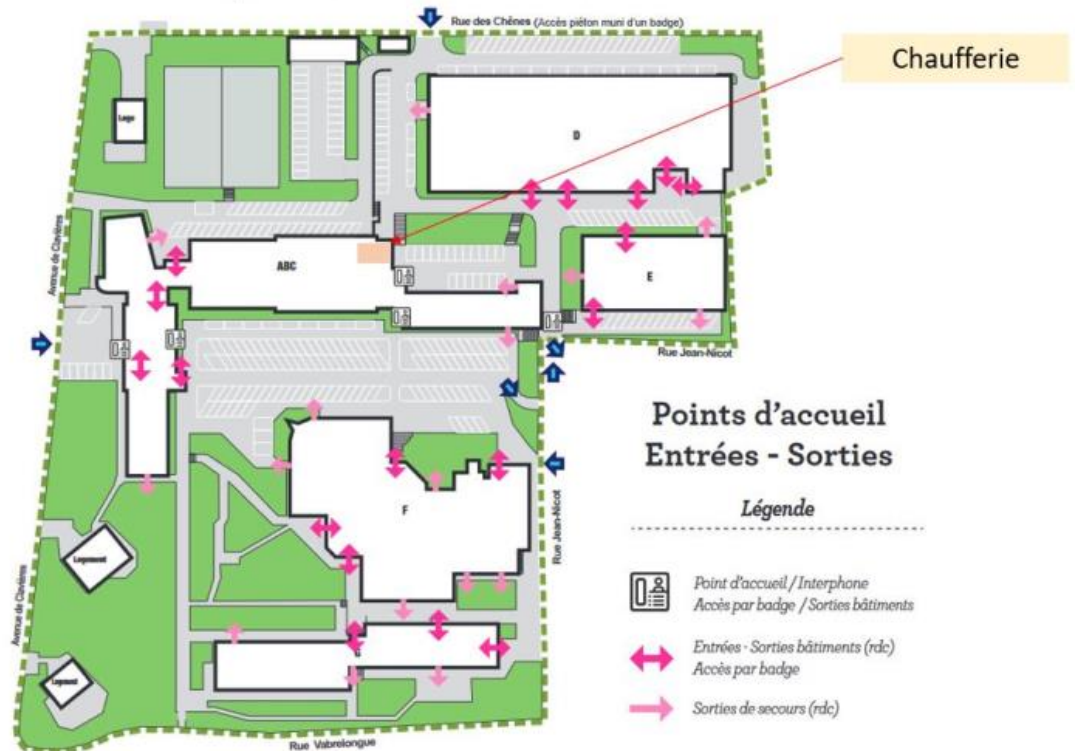 Rue des Chênes (Accès piéton muni d'un badge)
Chaufferie
Loge
D
Avenue de Clavières
ABC
E
Rue Jean-Nicot
Points d'accueil
Entrées - Sorties
Légende
F
Rue Jean-Nicot
Logement
Point d'accueil / Interphone
Accès par badge / Sorties bâtiments
Avenue de Clavières
Entrées - Sorties bâtiments (rdc)
Accès par badge
Logement
Sorties de secours (rdc)
Rue Vabrelongue